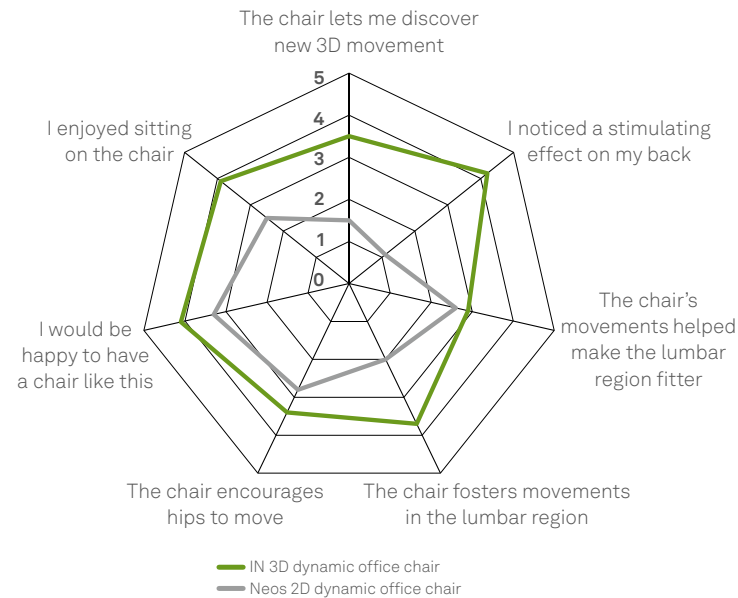 The chair lets me discover
new 3D movement
5
4
3
2
1
0
I enjoyed sitting
on the chair
I noticed a stimulating
effect on my back
The chair’s
movements helped
make the lumbar
region fitter
I would be
happy to have
a chair like this
The chair encourages
hips to move
The chair fosters movements
in the lumbar region
IN 3D dynamic office chair
Neos 2D dynamic office chair